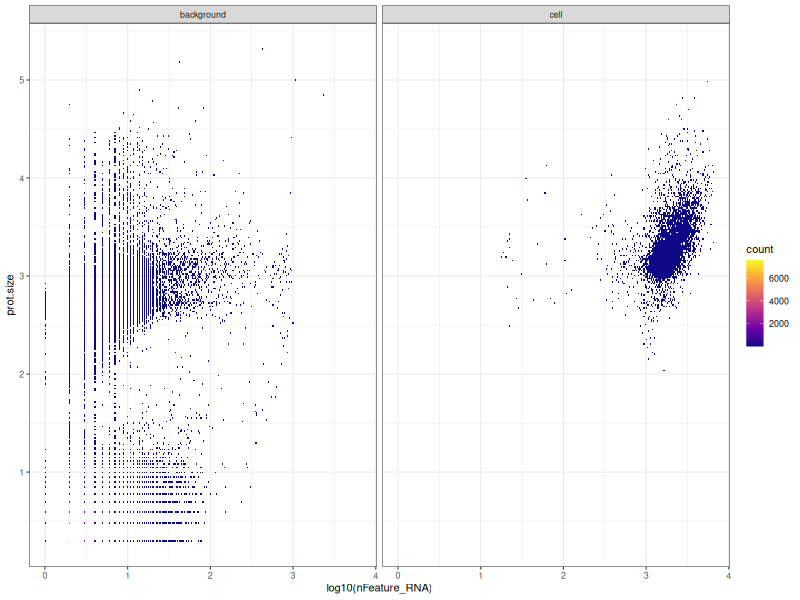 background cell
prot.size
5
4
3
2
1
0 1 2 3 4 0 1 2 3 4
log10(nFeature_RNA)
count
6000
4000
2000